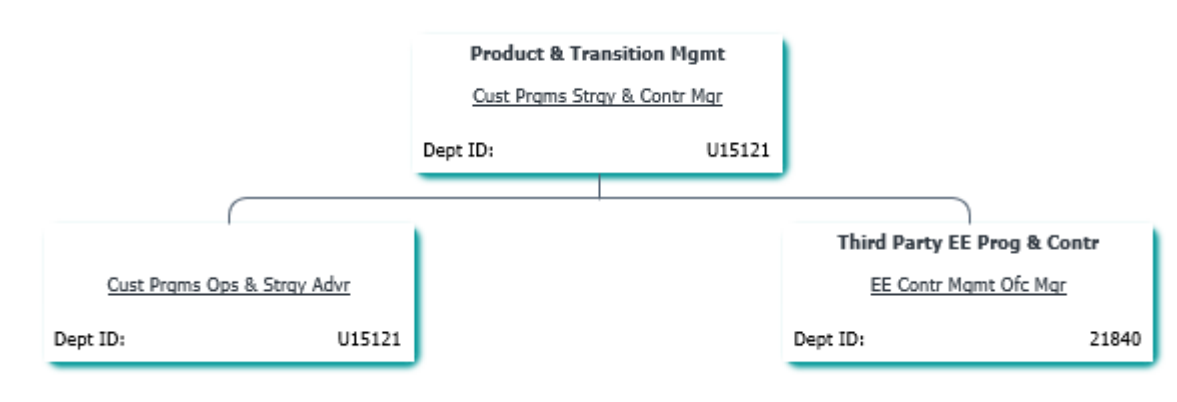 Product & Transition Mgmt
Cust Prgms Strgy & Contr Mgr
Dept ID: U15121
Cust Prgms Ops & Strgy Advr
Dept ID: U15121
Third Party EE Prog & Contr
EE Contr Mgmt Ofc Mgr
Dept ID: 21840